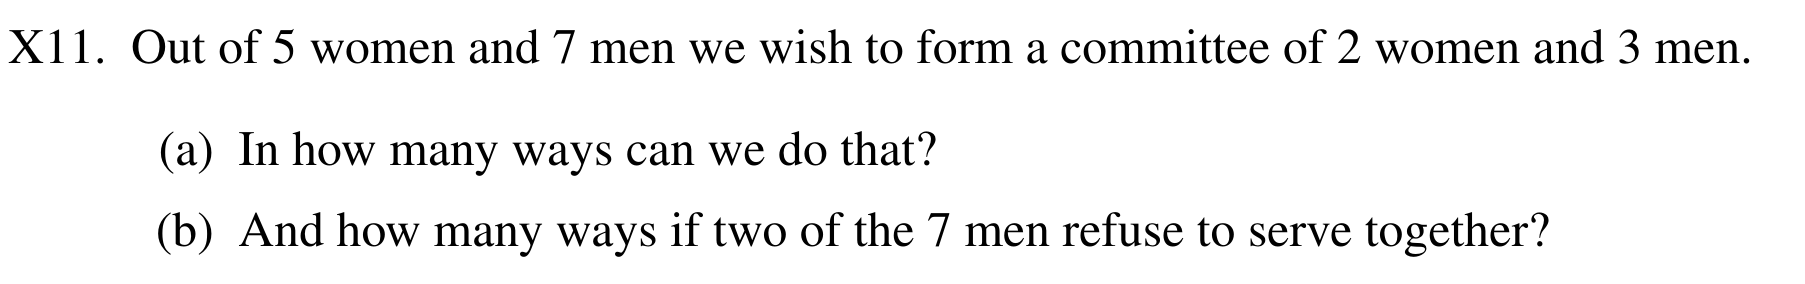 X11. Out of 5 women and 7 men we wish to form a committee of 2 women and 3 men.
(a) In how many ways can we do that?
(b) And how many ways if two of the 7 men refuse to serve together?